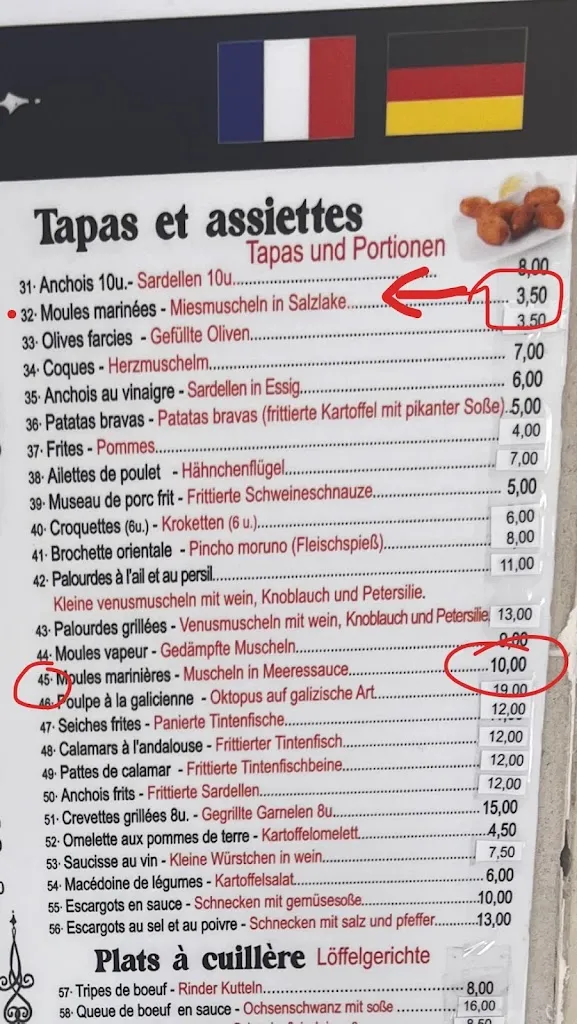 Tapas et assiettes
Tapas und Portionen
31· Anchois 10u.- Sardellen 10u............ 8,00
32· Moules marinées - Miesmuscheln in Salzlake............ 3,50
33· Olives farcies - Gefüllte Oliven............ 3,50
34· Coques - Herzmuschelm............ 7,00
35· Anchois au vinaigre - Sardellen in Essig............ 6,00
36· Patatas bravas - Patatas bravas (frittierte Kartoffel mit pikanter Soße)..5,00
37· Frites - Pommes............ 4,00
38· Ailettes de poulet - Hähnchenflügel............ 7,00
39· Museau de porc frit - Frittierte Schweineschnauze............ 5,00
40· Croquettes (6u.) - Kroketten (6 u.)............ 6,00
41· Brochette orientale - Pincho moruno (Fleischspieß)............ 8,00
42· Palourdes à l'ail et au persil............ 11,00
Kleine venusmuscheln mit wein, Knoblauch und Petersilie.
43· Palourdes grillées - Venusmuscheln mit wein, Knoblauch und Petersilie 13,00
44· Moules vapeur - Gedämpfte Muscheln............ 9,00
45· Moules marinières - Muscheln in Meeressauce............ 10,00
46· Poulpe à la galicienne - Oktopus auf galizische Art............ 19,00
47· Seiches frites - Panierte Tintenfische............ 12,00
48· Calamars à l'andalouse - Frittierter Tintenfisch............ 12,00
49· Pattes de calamar - Frittierte Tintenfischbeine............ 12,00
50· Anchois frits - Frittierte Sardellen............ 12,00
51· Crevettes grillées 8u. - Gegrillte Garnelen 8u............ 15,00
52· Omelette aux pommes de terre - Kartoffelomelett............ 4,50
53· Saucisse au vin - Kleine Würstchen in wein............ 7,50
54· Macédoine de légumes - Kartoffelsalat............ 6,00
55· Escargots en sauce - Schnecken mit gemüsesoße............ 10,00
56· Escargots au sel et au poivre - Schnecken mit salz und pfeffer............ 13,00
Plats à cuillère Löffelgerichte
57· Tripes de boeuf - Rinder Kutteln............ 8,00
58· Queue de boeuf en sauce - Ochsenschwanz mit soße............ 16,00
8,50